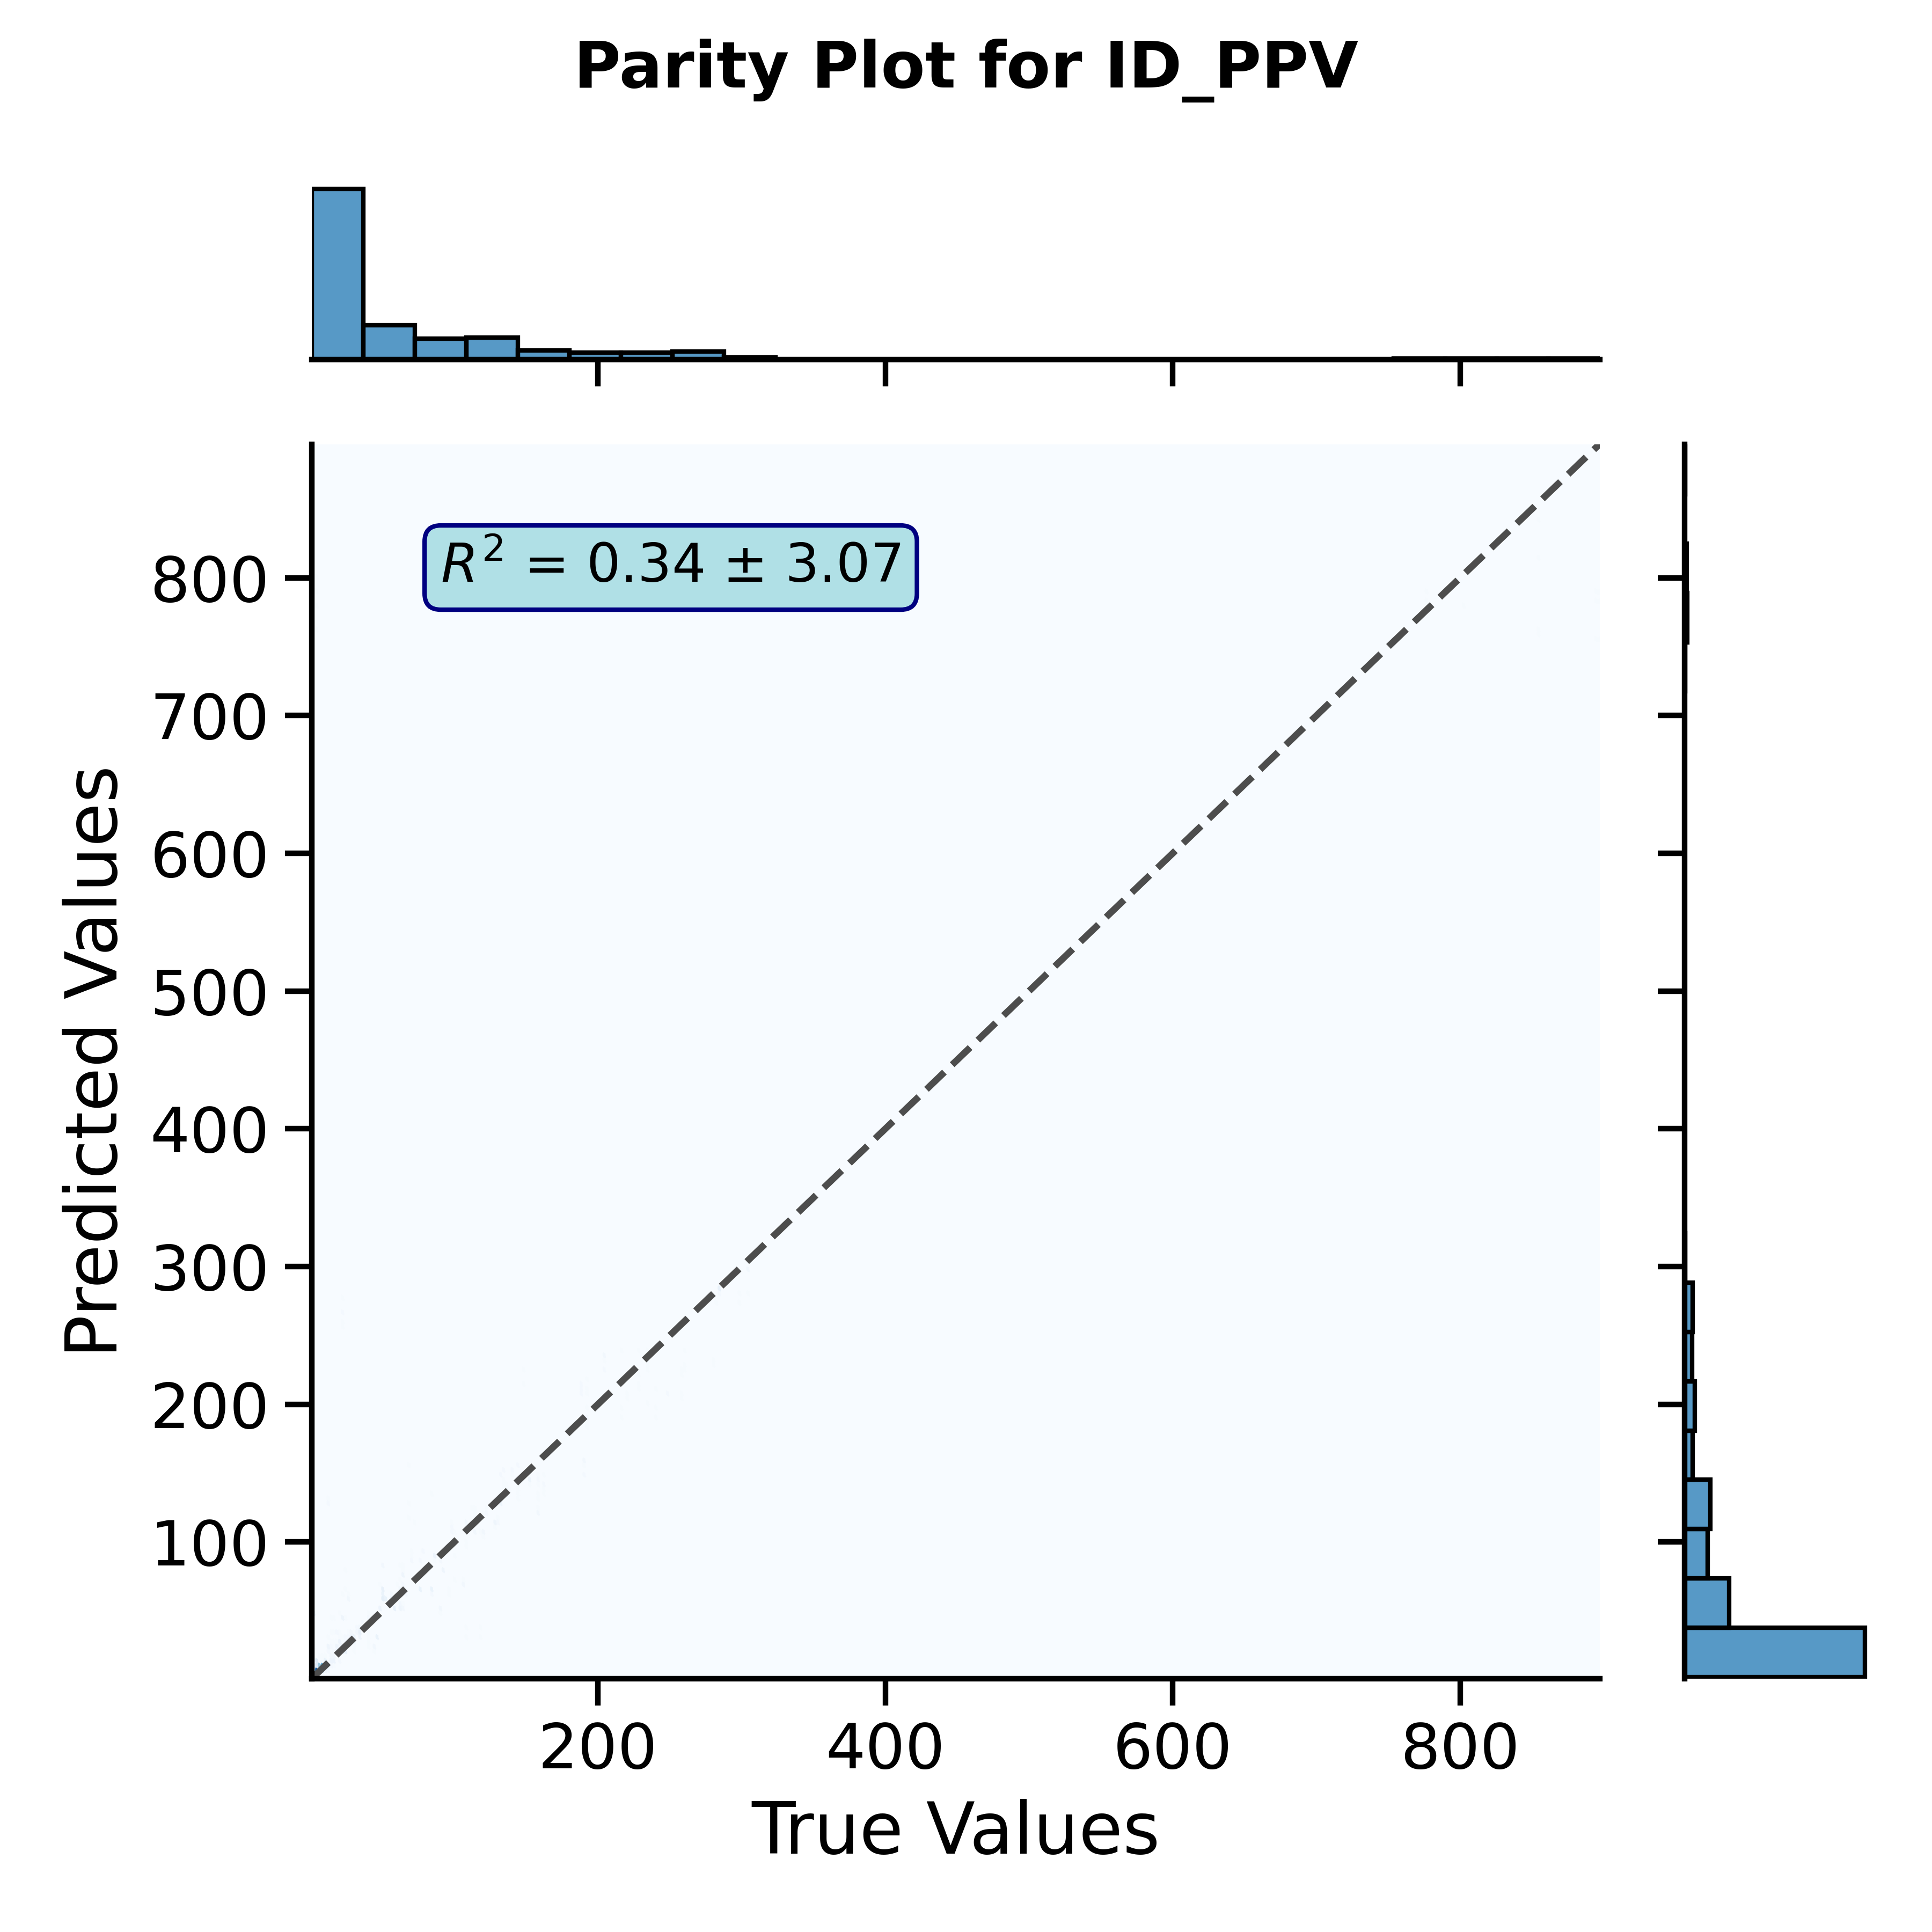 Parity Plot for ID_PPV
R² = 0.34 ± 3.07
800
700
600
500
400
300
200
100
Predicted Values
200 400 600 800
True Values